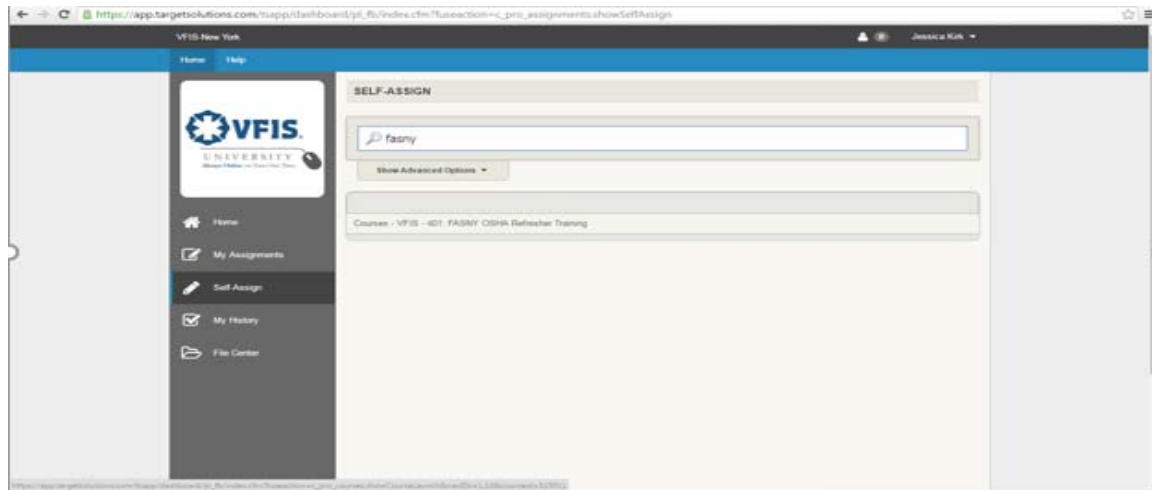 https://app.targetsolutions.com/tsapp/dashboard/pl_fb/index.cfm?fuseaction=c_pro_assignments.showSelfAssign
VFIS-New York
Jessica Kirk
Home Help
SELF-ASSIGN
VFIS
UNIVERSITY
fasny
Show Advanced Options
Courses - VFIS - 401: FASNY OSHA Refresher Training
Home
My Assignments
Self-Assign
My History
File Center